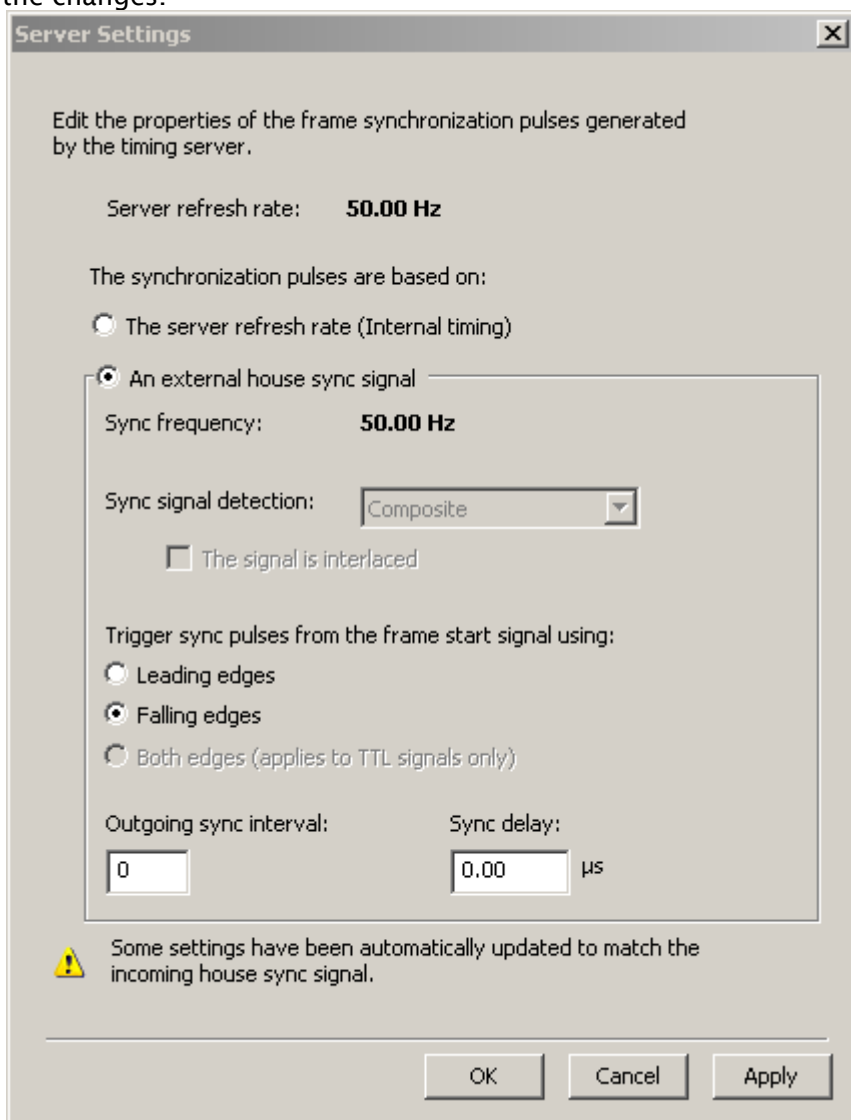 the changes.
Server Settings
Edit the properties of the frame synchronization pulses generated
by the timing server.
Server refresh rate: 50.00 Hz
The synchronization pulses are based on:
The server refresh rate (Internal timing)
An external house sync signal
Sync frequency: 50.00 Hz
Sync signal detection: Composite
The signal is interlaced
Trigger sync pulses from the frame start signal using:
Leading edges
Falling edges
Both edges (applies to TTL signals only)
Outgoing sync interval: Sync delay:
0 0.00 µs
Some settings have been automatically updated to match the
incoming house sync signal.
OK Cancel Apply